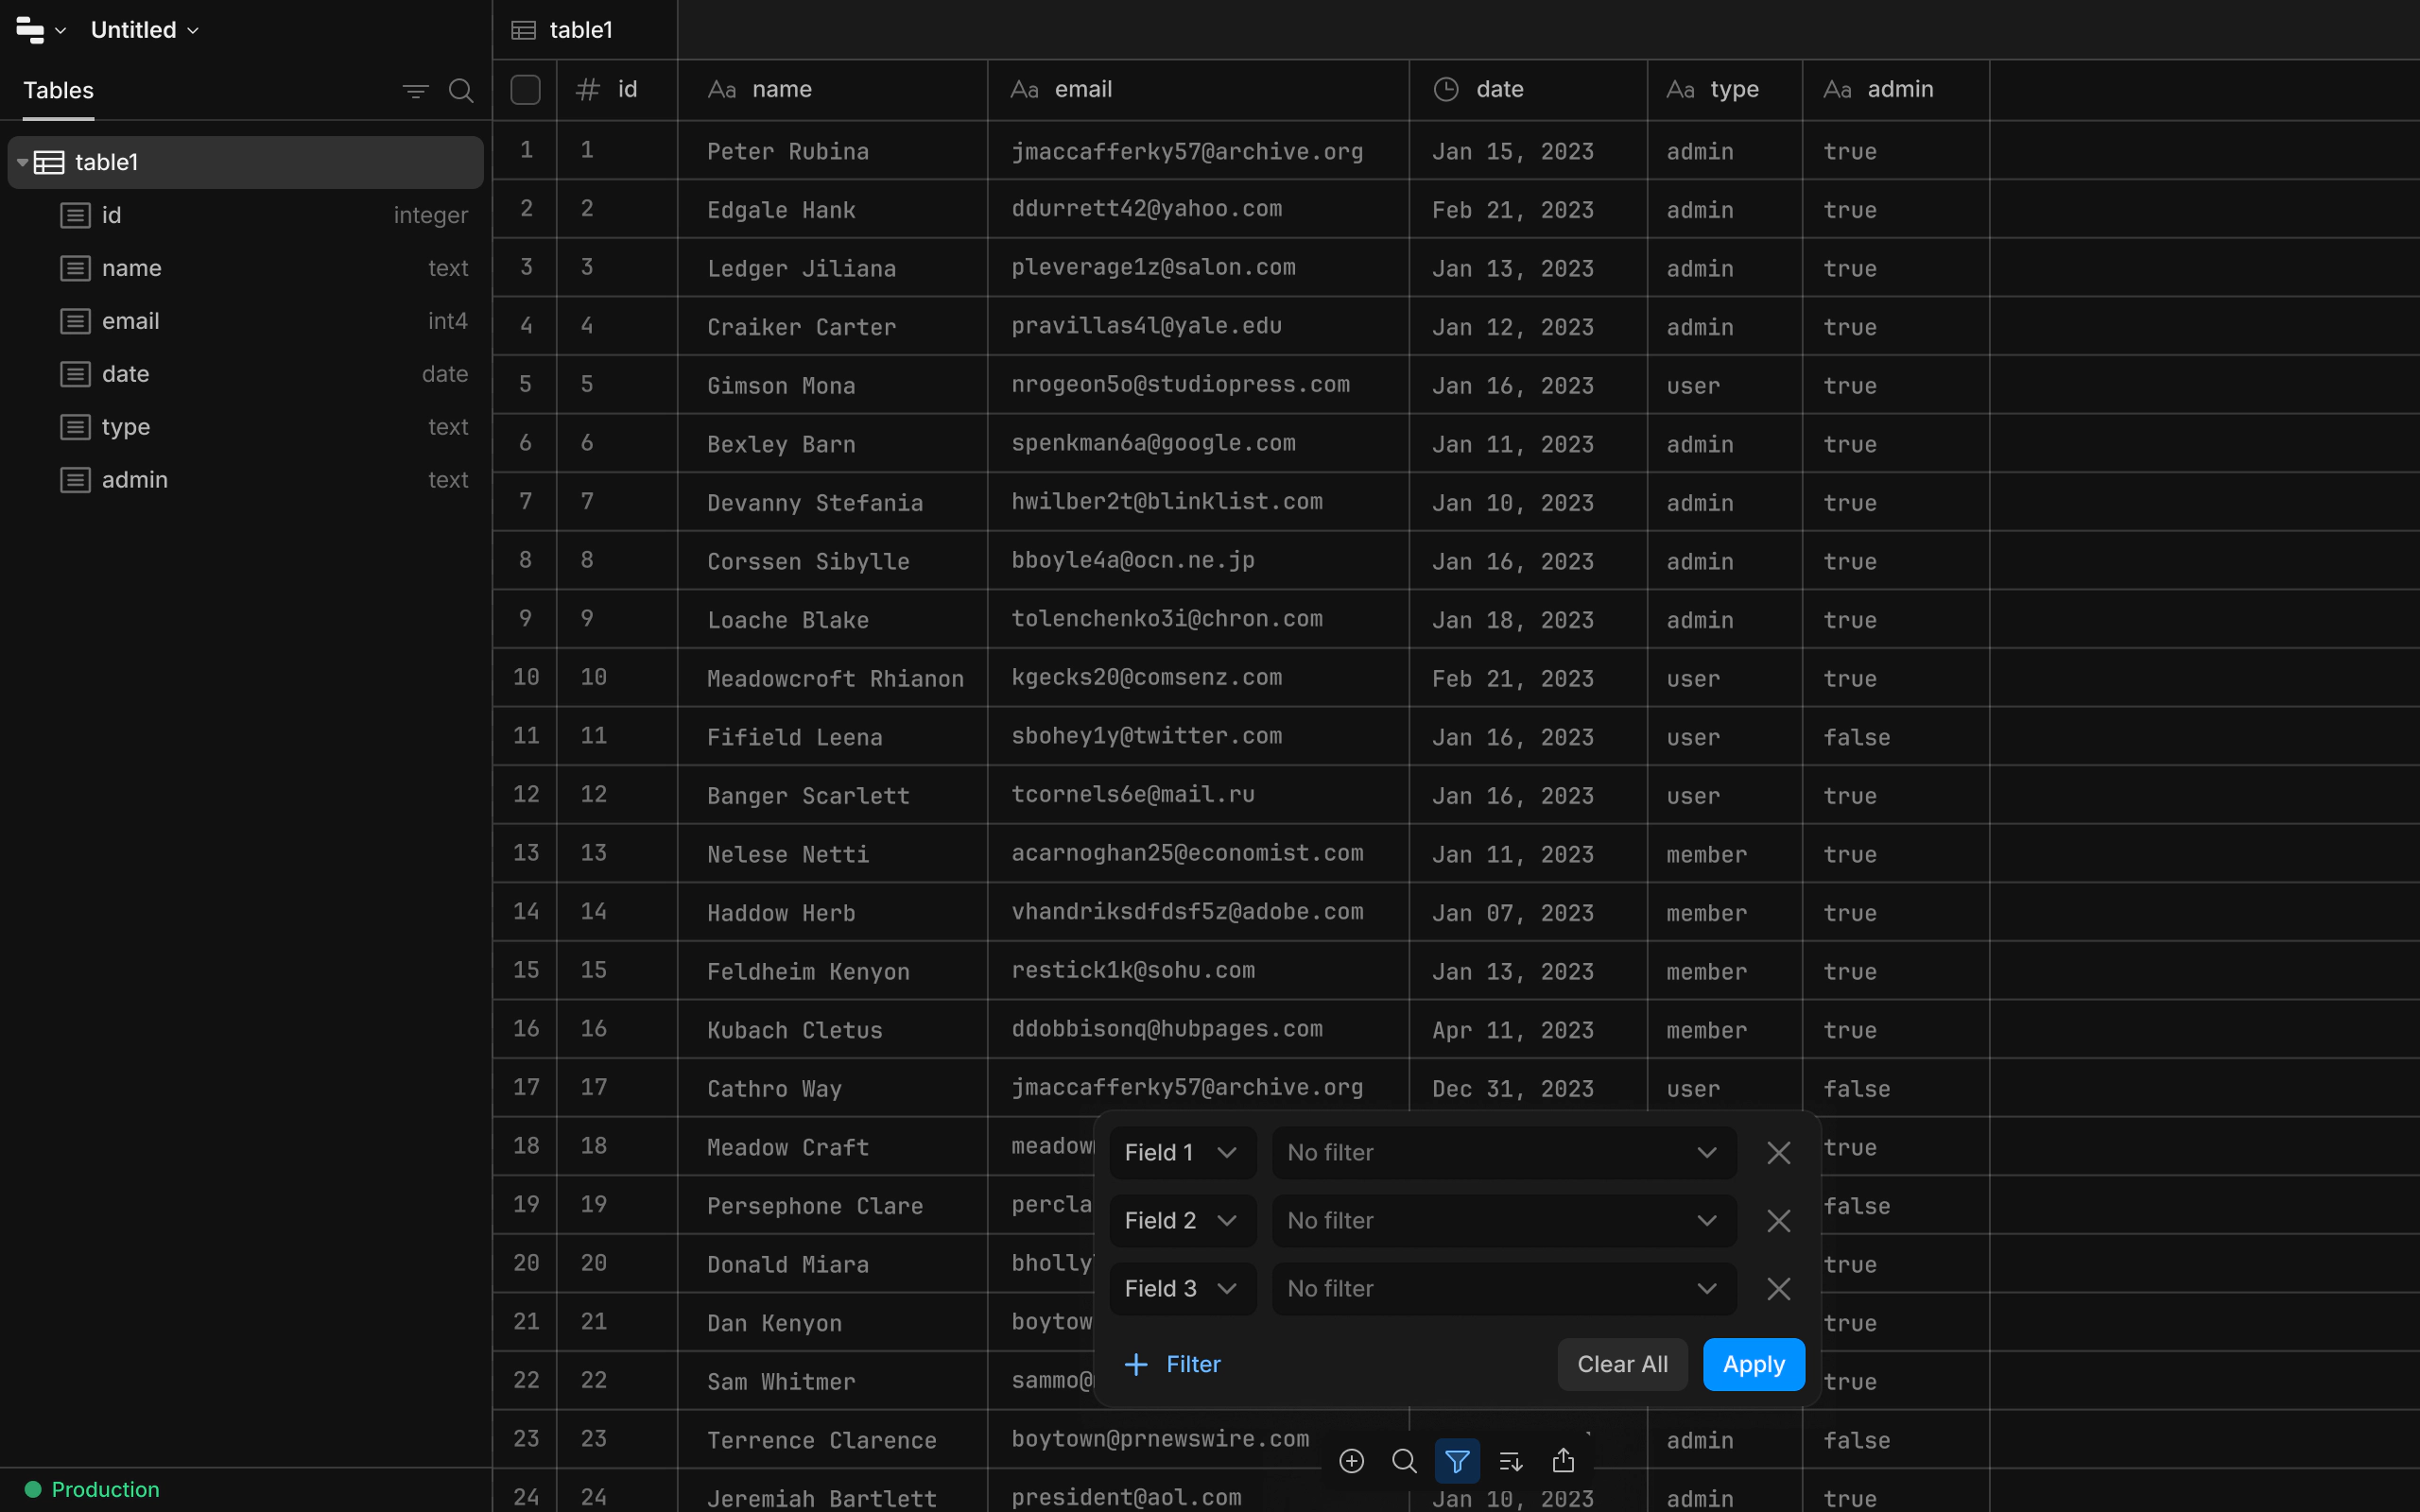 Untitled
table1
Tables
id name email date type admin
table1
id integer
name text
email int4
date date
type text
admin text
1 1 Peter Rubina jmaccafferky57@archive.org Jan 15, 2023 admin true
2 2 Edgale Hank ddurrett42@yahoo.com Feb 21, 2023 admin true
3 3 Ledger Jiliana pleverage1z@salon.com Jan 13, 2023 admin true
4 4 Craiker Carter pravillas4l@yale.edu Jan 12, 2023 admin true
5 5 Gimson Mona nrogeon5o@studiopress.com Jan 16, 2023 user true
6 6 Bexley Barn spenkman6a@google.com Jan 11, 2023 admin true
7 7 Devanny Stefania hwilber2t@blinklist.com Jan 10, 2023 admin true
8 8 Corssen Sibylle bboyle4a@ocn.ne.jp Jan 16, 2023 admin true
9 9 Loache Blake tolenchenko3i@chron.com Jan 18, 2023 admin true
10 10 Meadowcroft Rhianon kgecks20@comsenz.com Feb 21, 2023 user true
11 11 Fifield Leena sbohey1y@twitter.com Jan 16, 2023 user false
12 12 Banger Scarlett tcornels6e@mail.ru Jan 16, 2023 user true
13 13 Nelese Netti acarnoghan25@economist.com Jan 11, 2023 member true
14 14 Haddow Herb vhandriksdfdsf5z@adobe.com Jan 07, 2023 member true
15 15 Feldheim Kenyon restick1k@sohu.com Jan 13, 2023 member true
16 16 Kubach Cletus ddobbisonq@hubpages.com Apr 11, 2023 member true
17 17 Cathro Way jmaccafferky57@archive.org Dec 31, 2023 user false
18 18 Meadow Craft true
19 19 Persephone Clare percla false
20 20 Donald Miara bholly true
21 21 Dan Kenyon boytow true
22 22 Sam Whitmer sammo@ true
23 23 Terrence Clarence boytown@prnewswire.com admin false
24 24 Jeremiah Bartlett president@aol.com Jan 10, 2023 admin true
Field 1 No filter
Field 2 No filter
Field 3 No filter
Filter Clear All Apply
Production